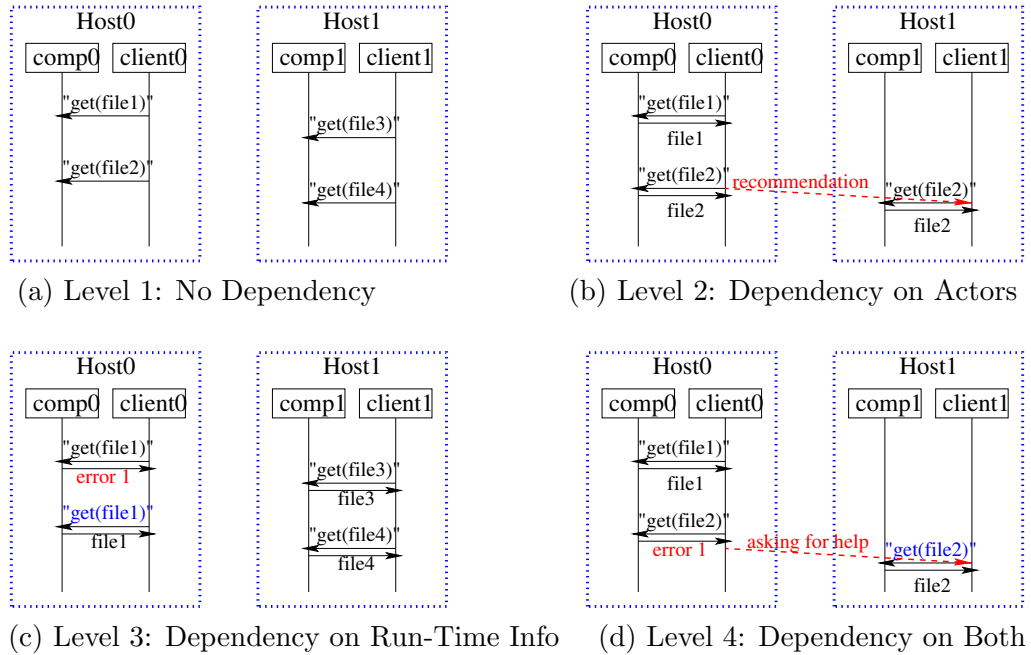 Host0
comp0 client0
"get(file1)"
"get(file2)"
Host1
comp1 client1
"get(file3)"
"get(file4)"
(a) Level 1: No Dependency
Host0
comp0 client0
"get(file1)"
file1
"get(file2)"
file2
recommendation
Host1
comp1 client1
"get(file2)"
file2
(b) Level 2: Dependency on Actors
Host0
comp0 client0
"get(file1)"
error 1
"get(file1)"
file1
Host1
comp1 client1
"get(file3)"
file3
"get(file4)"
file4
(c) Level 3: Dependency on Run-Time Info
Host0
comp0 client0
"get(file1)"
file1
"get(file2)"
error 1
asking for help
Host1
comp1 client1
"get(file2)"
file2
(d) Level 4: Dependency on Both